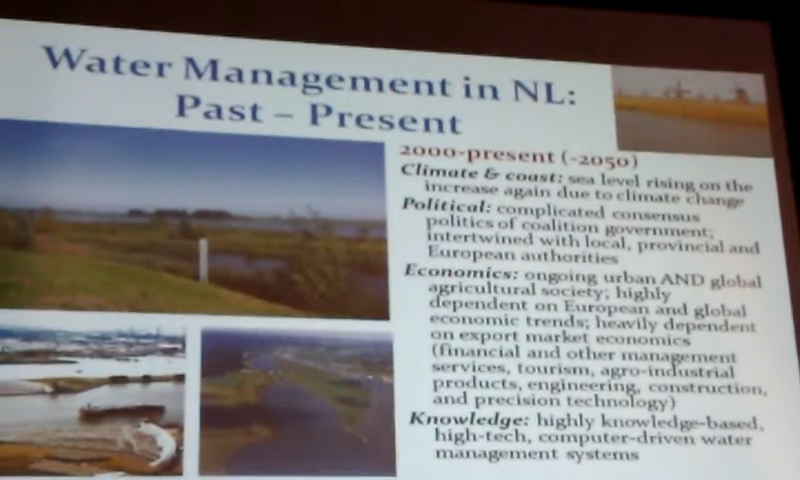 Water Management in NL:
Past – Present
2000-present (-2050)
Climate & coast: sea level rising on the
increase again due to climate change
Political: complicated consensus
politics of coalition government;
intertwined with local, provincial and
European authorities
Economics: ongoing urban AND global
agricultural society; highly
dependent on European and global
economic trends; heavily dependent
on export market economics
(financial and other management
services, tourism, agro-industrial
products, engineering, construction,
and precision technology)
Knowledge: highly knowledge-based,
high-tech, computer-driven water
management systems